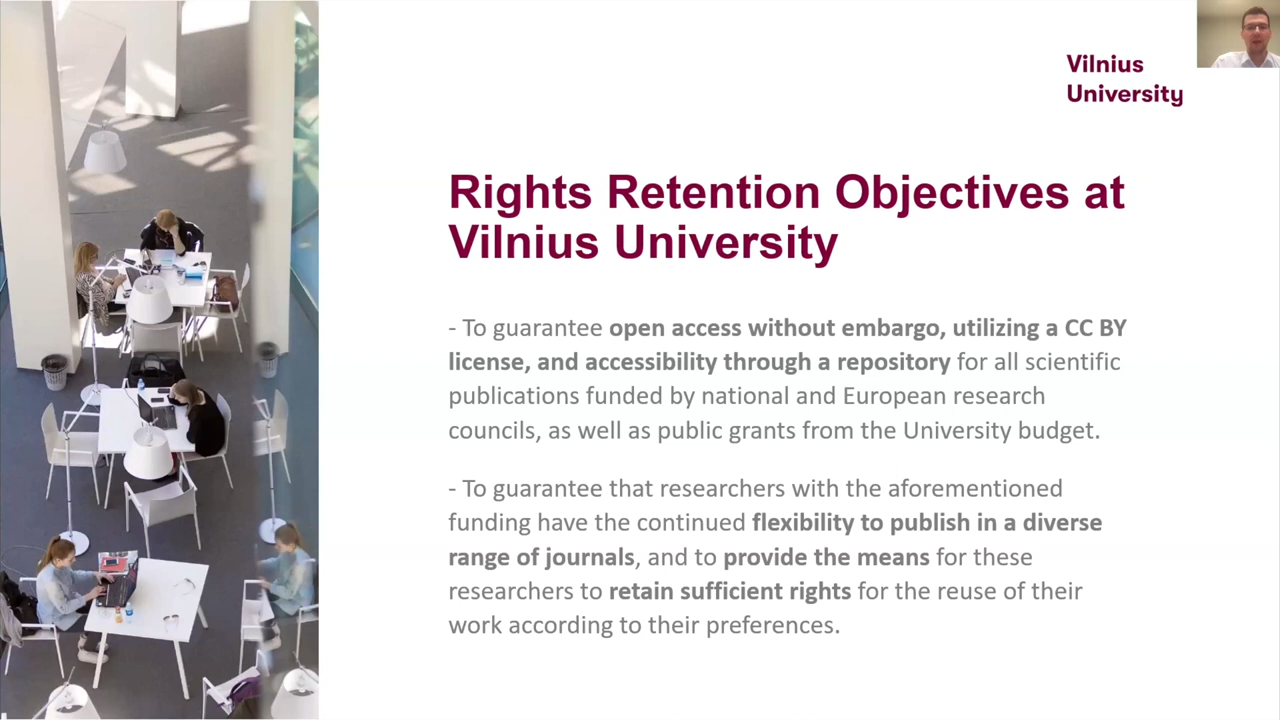 Vilnius
University
Rights Retention Objectives at
Vilnius University
- To guarantee open access without embargo, utilizing a CC BY
license, and accessibility through a repository for all scientific
publications funded by national and European research
councils, as well as public grants from the University budget.
- To guarantee that researchers with the aforementioned
funding have the continued flexibility to publish in a diverse
range of journals, and to provide the means for these
researchers to retain sufficient rights for the reuse of their
work according to their preferences.